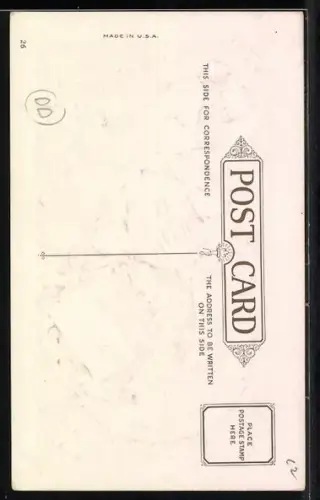 POST CARD
THIS SIDE FOR CORRESPONDENCE
THE ADDRESS TO BE WRITTEN
ON THIS SIDE
PLACE
POSTAGE STAMP
HERE
MADE IN U.S.A.
26
DD